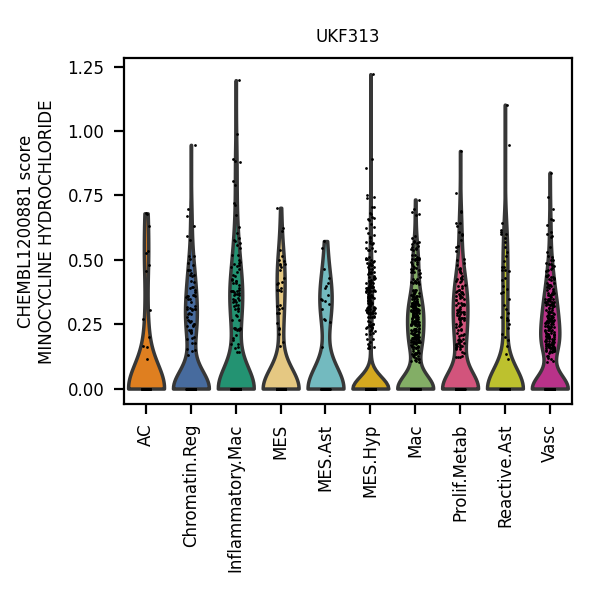 UKF313
CHEMBL1200881 score
MINOCYCLINE HYDROCHLORIDE
1.25
1.00
0.75
0.50
0.25
0.00
AC
Chromatin.Reg
Inflammatory.Mac
MES
MES.Ast
MES.Hyp
Mac
Prolif.Metab
Reactive.Ast
Vasc